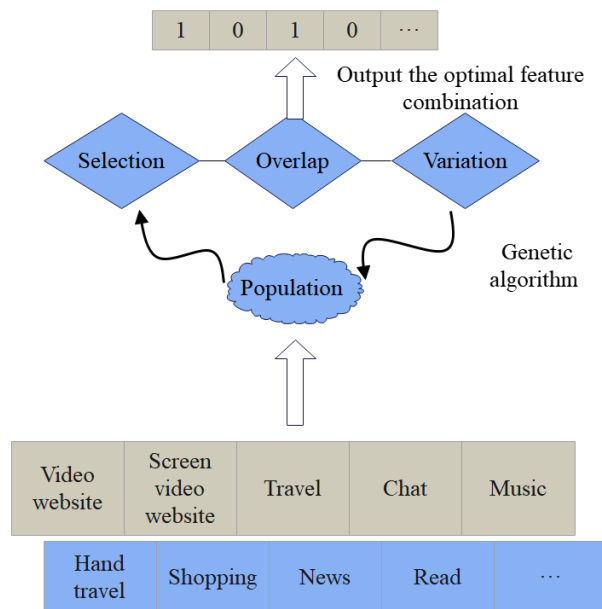 1 0 1 0 ...
Output the optimal feature
combination
Selection Overlap Variation
Genetic
algorithm
Population
Video
website
Screen
video
website
Travel
Chat
Music
Hand
travel
Shopping
News
Read
...